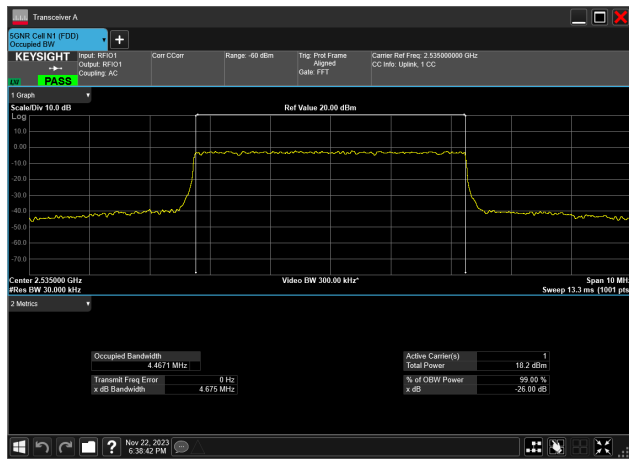 Transceiver A
5GNR Cell N1 (FDD)
Occupied BW
KEYSIGHT
PASS
Input: RFIO1
Output: RFIO1
Coupling: AC
Corr CCorr
Range: -60 dBm
Trig: Prot Frame
Aligned
Gate: FFT
Carrier Ref Freq: 2.535000000 GHz
CC Info: Uplink, 1 CC
1 Graph
Scale/Div 10.0 dB
Ref Value 20.00 dBm
Log
10.0
0.00
-10.0
-20.0
-30.0
-40.0
-50.0
-60.0
-70.0
Center 2.535000 GHz
Video BW 300.00 kHz*
Span 10 MHz
#Res BW 30.000 kHz
Sweep 13.3 ms (1001 pts
2 Metrics
Occupied Bandwidth
4.4671 MHz
Transmit Freq Error 0 Hz
x dB Bandwidth 4.675 MHz
Active Carrier(s) 1
Total Power 18.2 dBm
% of OBW Power 99.00 %
x dB -26.00 dB
Nov 22, 2023
6:38:42 PM